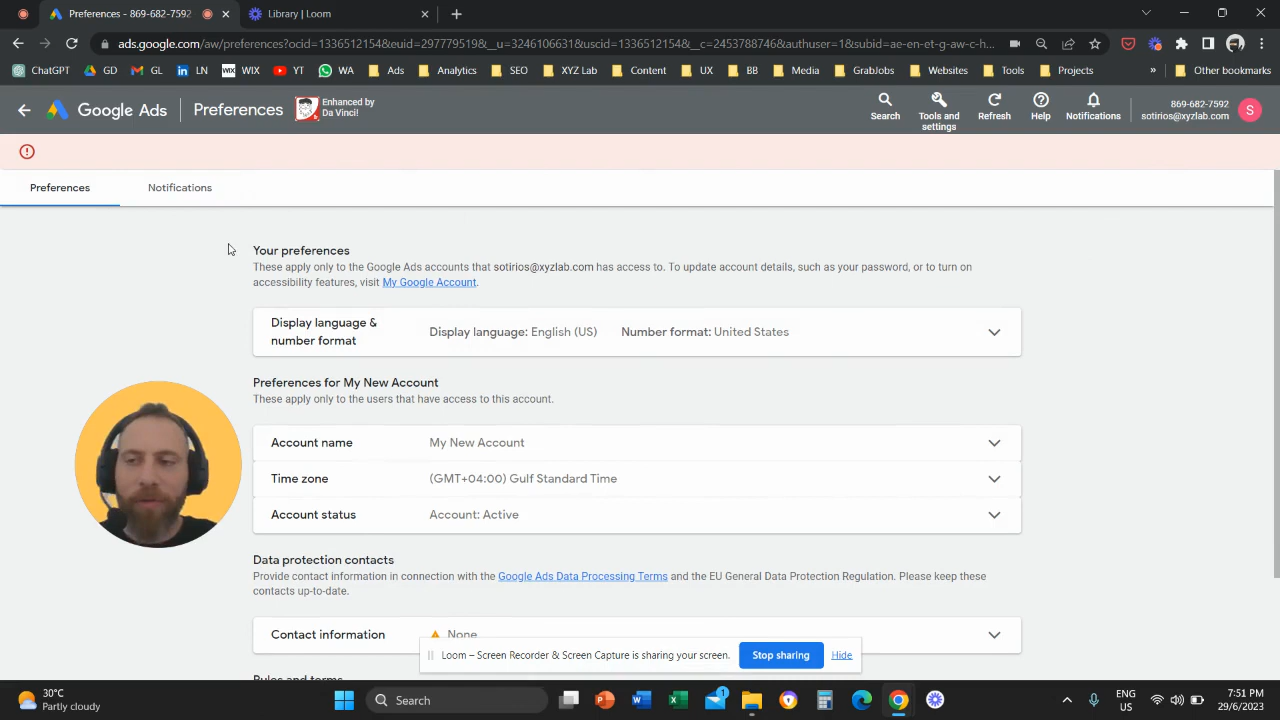 Preferences - 869-682-7592
Library | Loom
ads.google.com/aw/preferences?ocid=1336512154&euid=297779519&__u=3246106631&uscid=1336512154&__c=2453788746&authuser=1&subid=ae-en-et-g-aw-c-h...
ChatGPT GD GL LN WIX YT WA Ads Analytics SEO XYZ Lab Content UX BB Media GrabJobs Websites Tools Projects » Other bookmarks
Google Ads Preferences
Enhanced by
Da Vinci!
Search
Tools and
settings
Refresh
Help
Notifications
869-682-7592
sotirios@xyzlab.com
S
Preferences Notifications
Your preferences
These apply only to the Google Ads accounts that sotirios@xyzlab.com has access to. To update account details, such as your password, or to turn on
accessibility features, visit My Google Account.
Display language &
number format
Display language: English (US) Number format: United States
Preferences for My New Account
These apply only to the users that have access to this account.
Account name My New Account
Time zone (GMT+04:00) Gulf Standard Time
Account status Account: Active
Data protection contacts
Provide contact information in connection with the Google Ads Data Processing Terms and the EU General Data Protection Regulation. Please keep these
contacts up-to-date.
Contact information None
Loom – Screen Recorder & Screen Capture is sharing your screen. Stop sharing Hide
Rules and terms
30°C
Partly cloudy
Search
1
ENG
US
7:51 PM
29/6/2023